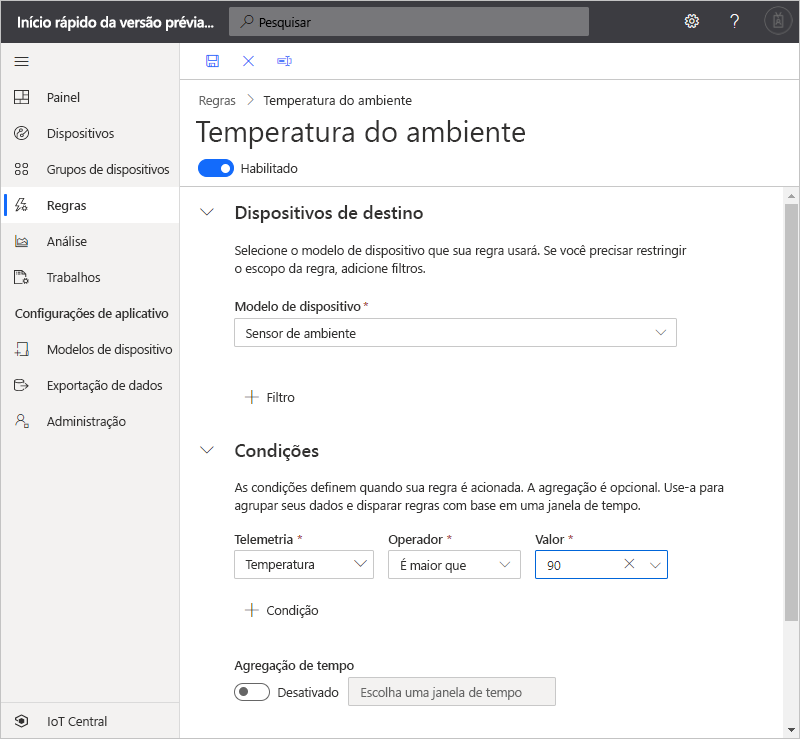 Início rápido da versão prévia...
Pesquisar
?
Painel
Dispositivos
Grupos de dispositivos
Regras
Análise
Trabalhos
Configurações de aplicativo
Modelos de dispositivo
Exportação de dados
Administração
IoT Central
Regras > Temperatura do ambiente
Temperatura do ambiente
Habilitado
Dispositivos de destino
Selecione o modelo de dispositivo que sua regra usará. Se você precisar restringir
o escopo da regra, adicione filtros.
Modelo de dispositivo *
Sensor de ambiente
+ Filtro
Condições
As condições definem quando sua regra é acionada. A agregação é opcional. Use-a para
agrupar seus dados e disparar regras com base em uma janela de tempo.
Telemetria * Operador * Valor *
Temperatura É maior que 90
+ Condição
Agregação de tempo
Desativado Escolha uma janela de tempo